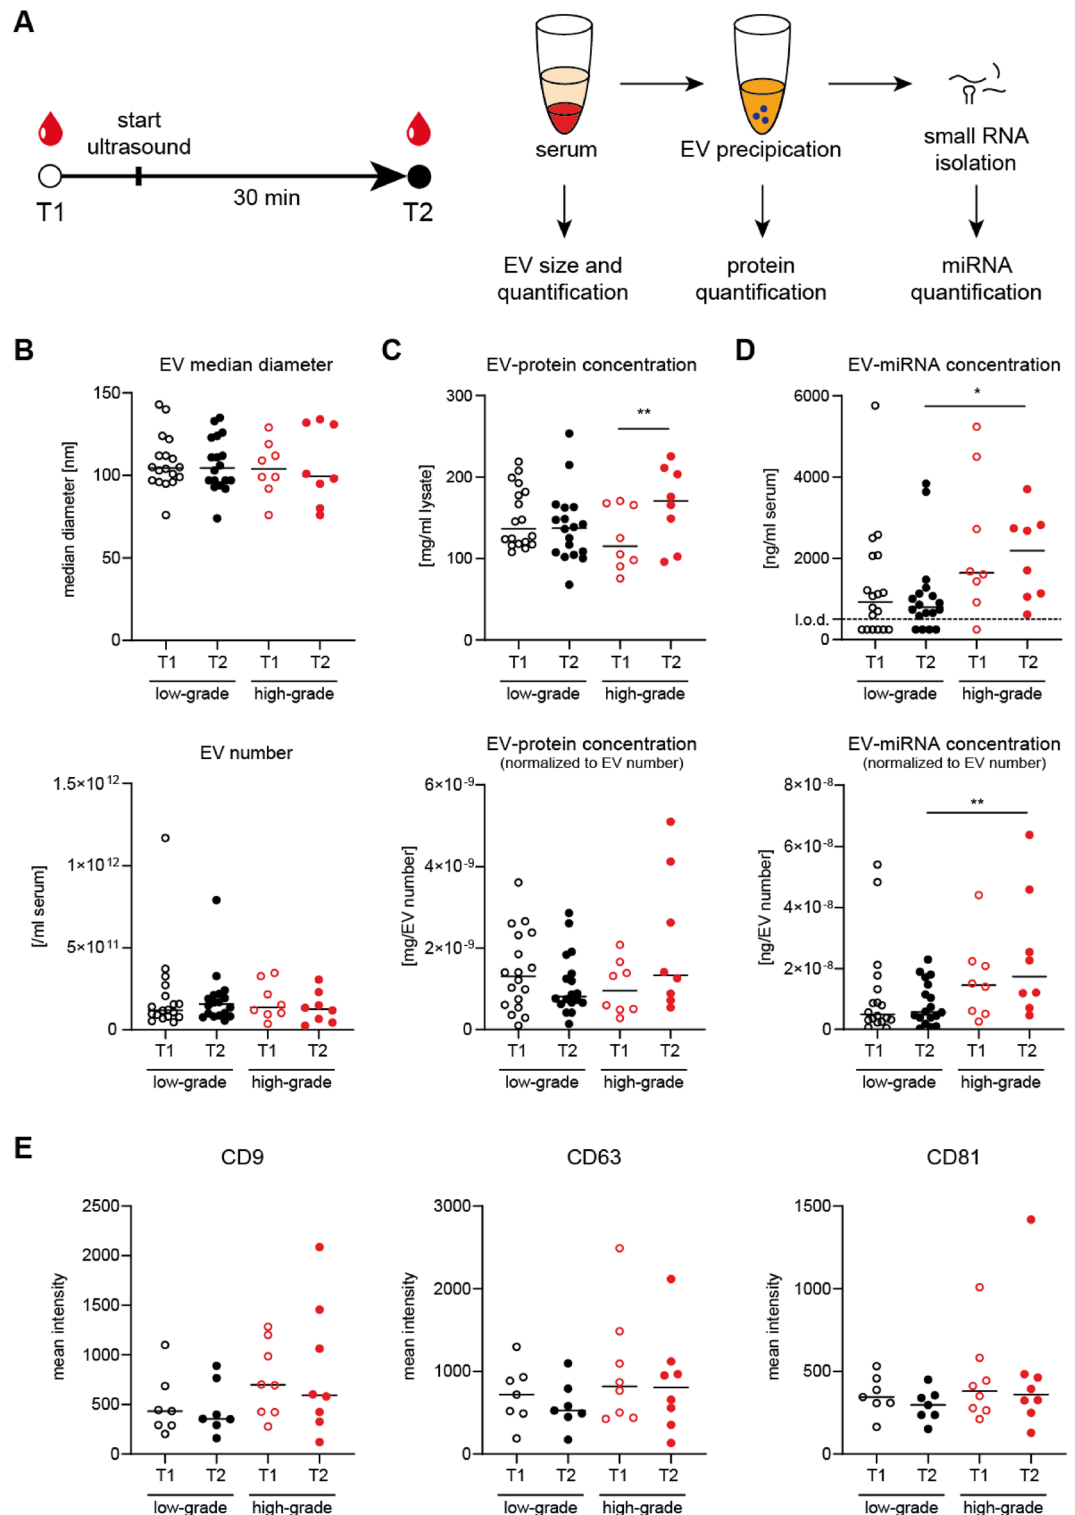 A
start
ultrasound
30 min
T1
T2
serum
EV precipication
small RNA
isolation
EV size and
quantification
protein
quantification
miRNA
quantification
B
EV median diameter
median diameter [nm]
150
100
50
0
T1 T2 T1 T2
low-grade high-grade
EV number
[/ml serum]
1.5×10¹²
1×10¹²
5×10¹¹
0
T1 T2 T1 T2
low-grade high-grade
C
EV-protein concentration
[mg/ml lysate]
300
200
100
0
**
T1 T2 T1 T2
low-grade high-grade
EV-protein concentration
(normalized to EV number)
[mg/EV number]
6×10⁻⁹
4×10⁻⁹
2×10⁻⁹
0
T1 T2 T1 T2
low-grade high-grade
D
EV-miRNA concentration
[ng/ml serum]
6000
4000
2000
l.o.d.
0
*
T1 T2 T1 T2
low-grade high-grade
EV-miRNA concentration
(normalized to EV number)
[ng/EV number]
8×10⁻⁸
6×10⁻⁸
4×10⁻⁸
2×10⁻⁸
0
**
T1 T2 T1 T2
low-grade high-grade
E
CD9
mean intensity
2500
2000
1500
1000
500
0
T1 T2 T1 T2
low-grade high-grade
CD63
mean intensity
3000
2000
1000
0
T1 T2 T1 T2
low-grade high-grade
CD81
mean intensity
1500
1000
500
0
T1 T2 T1 T2
low-grade high-grade